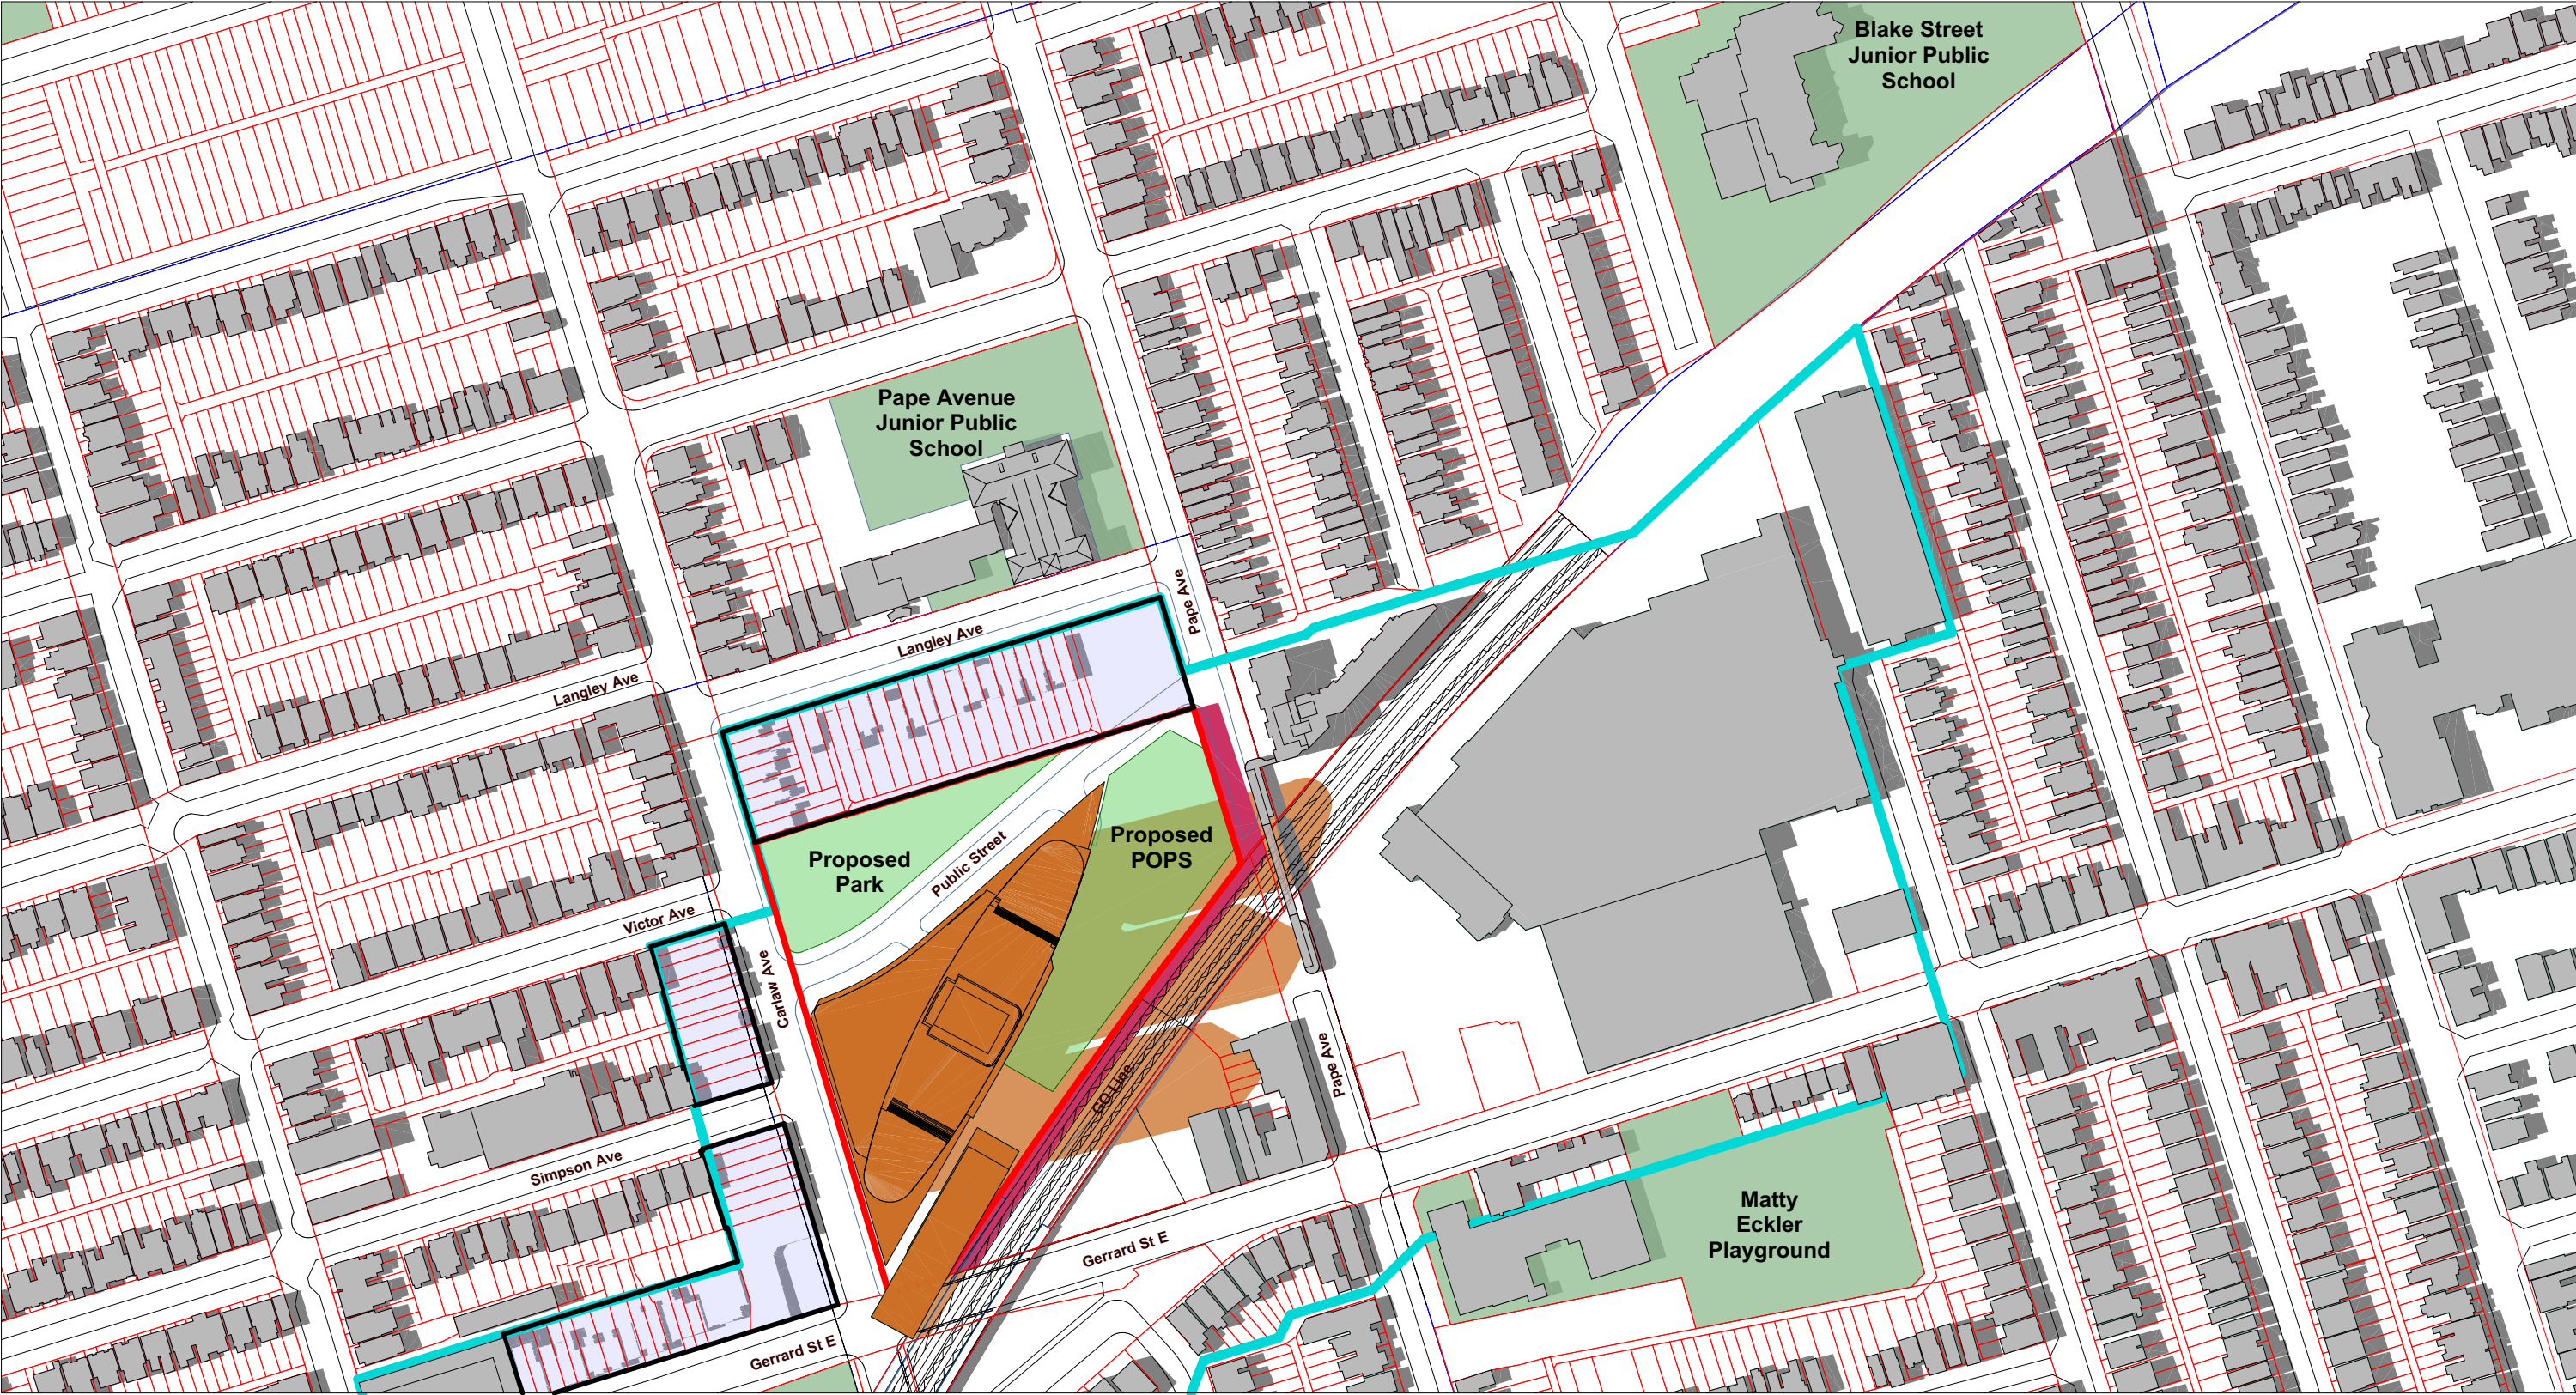 Blake Street
Junior Public
School
Pape Avenue
Junior Public
School
Pape Ave
Langley Ave
Langley Ave
Proposed
Park
Public Street
Proposed
POPS
Victor Ave
Carlaw Ave
GO Line
Pape Ave
Simpson Ave
Matty
Eckler
Playground
Gerrard St E
Gerrard St E